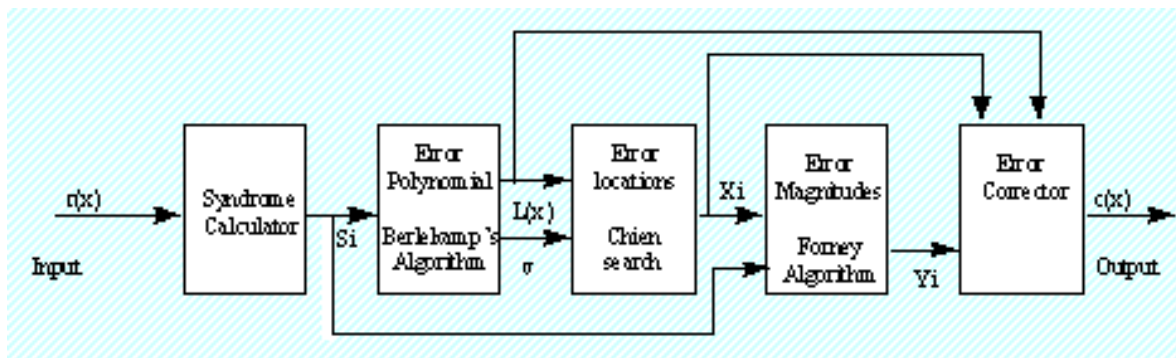 r(x)
Input
Syndrome
Calculator
Si
Error
Polynomial
Berlekamp's
Algorithm
L(x)
σ
Error
locations
Chien
search
Xi
Error
Magnitudes
Forney
Algorithm
Yi
Error
Corrector
c(x)
Output